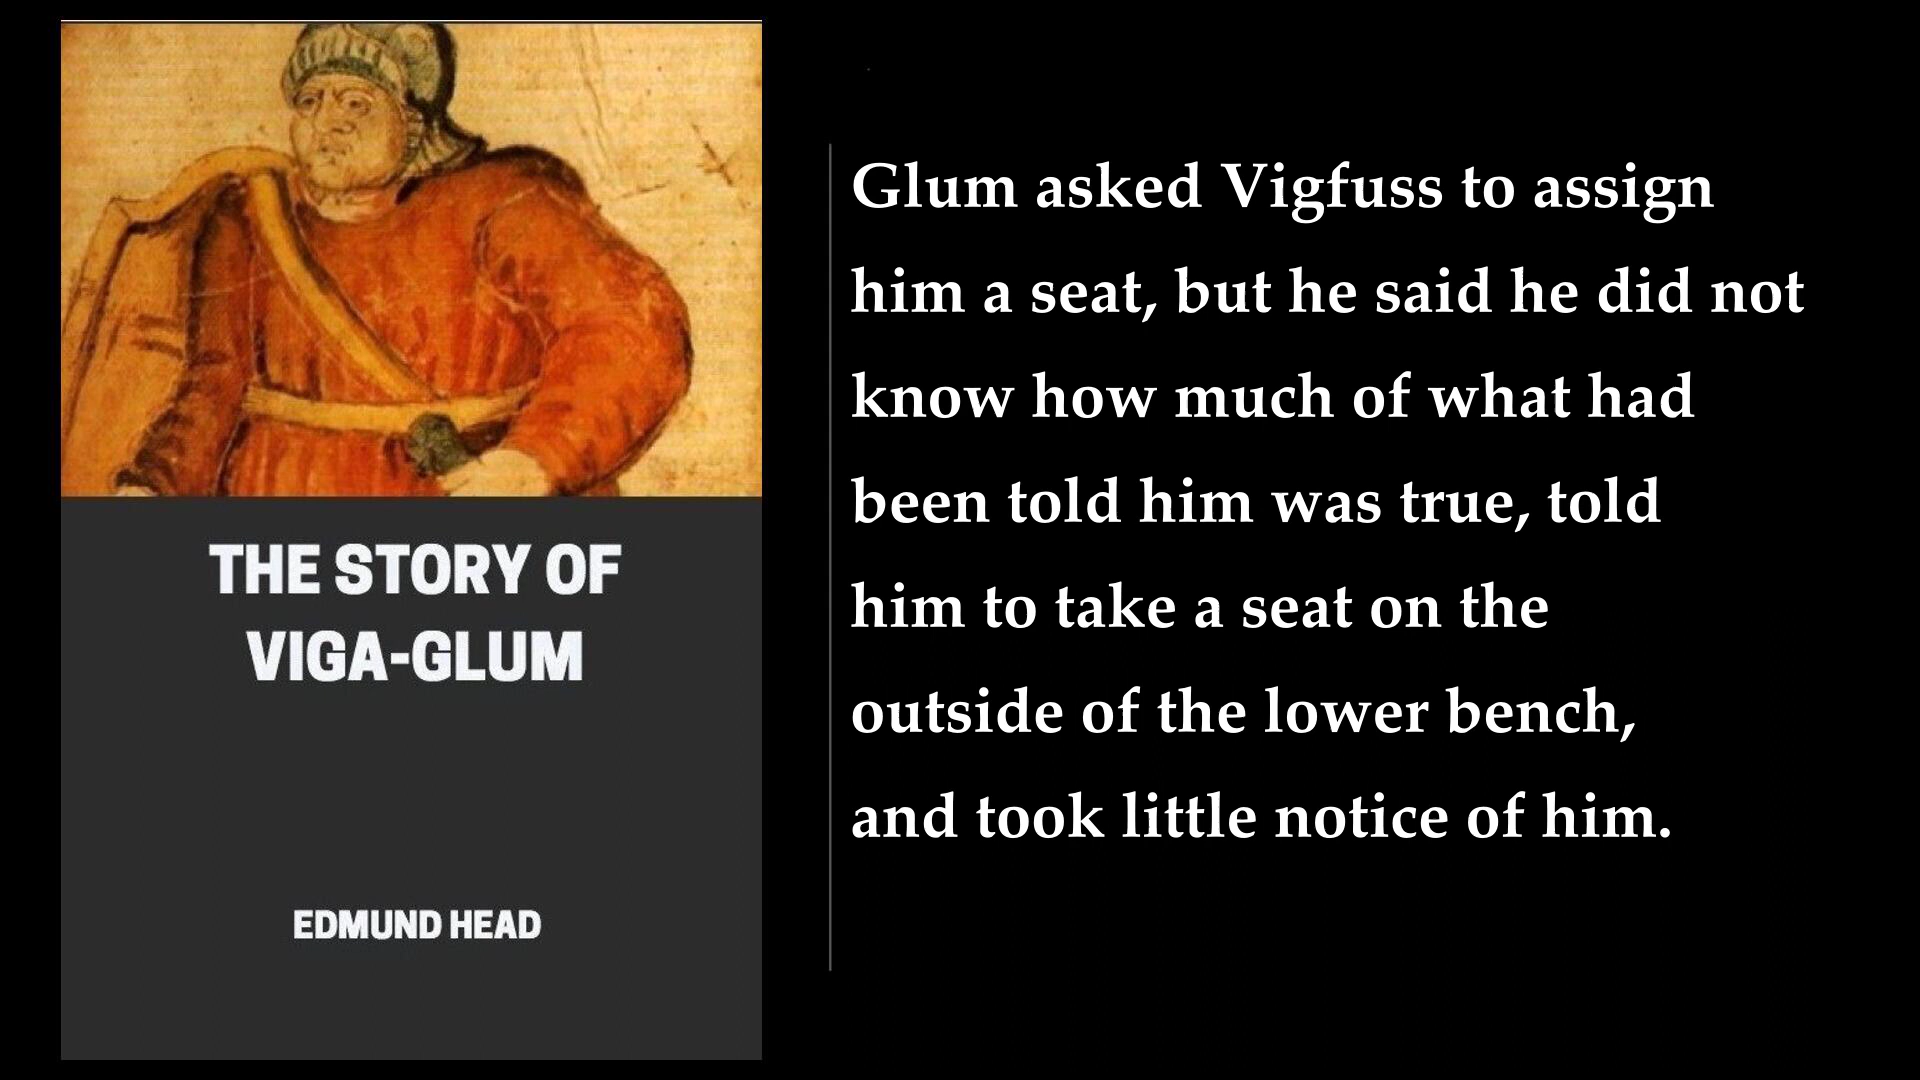 THE STORY OF
VIGA-GLUM
EDMUND HEAD
Glum asked Vigfuss to assign
him a seat, but he said he did not
know how much of what had
been told him was true, told
him to take a seat on the
outside of the lower bench,
and took little notice of him.